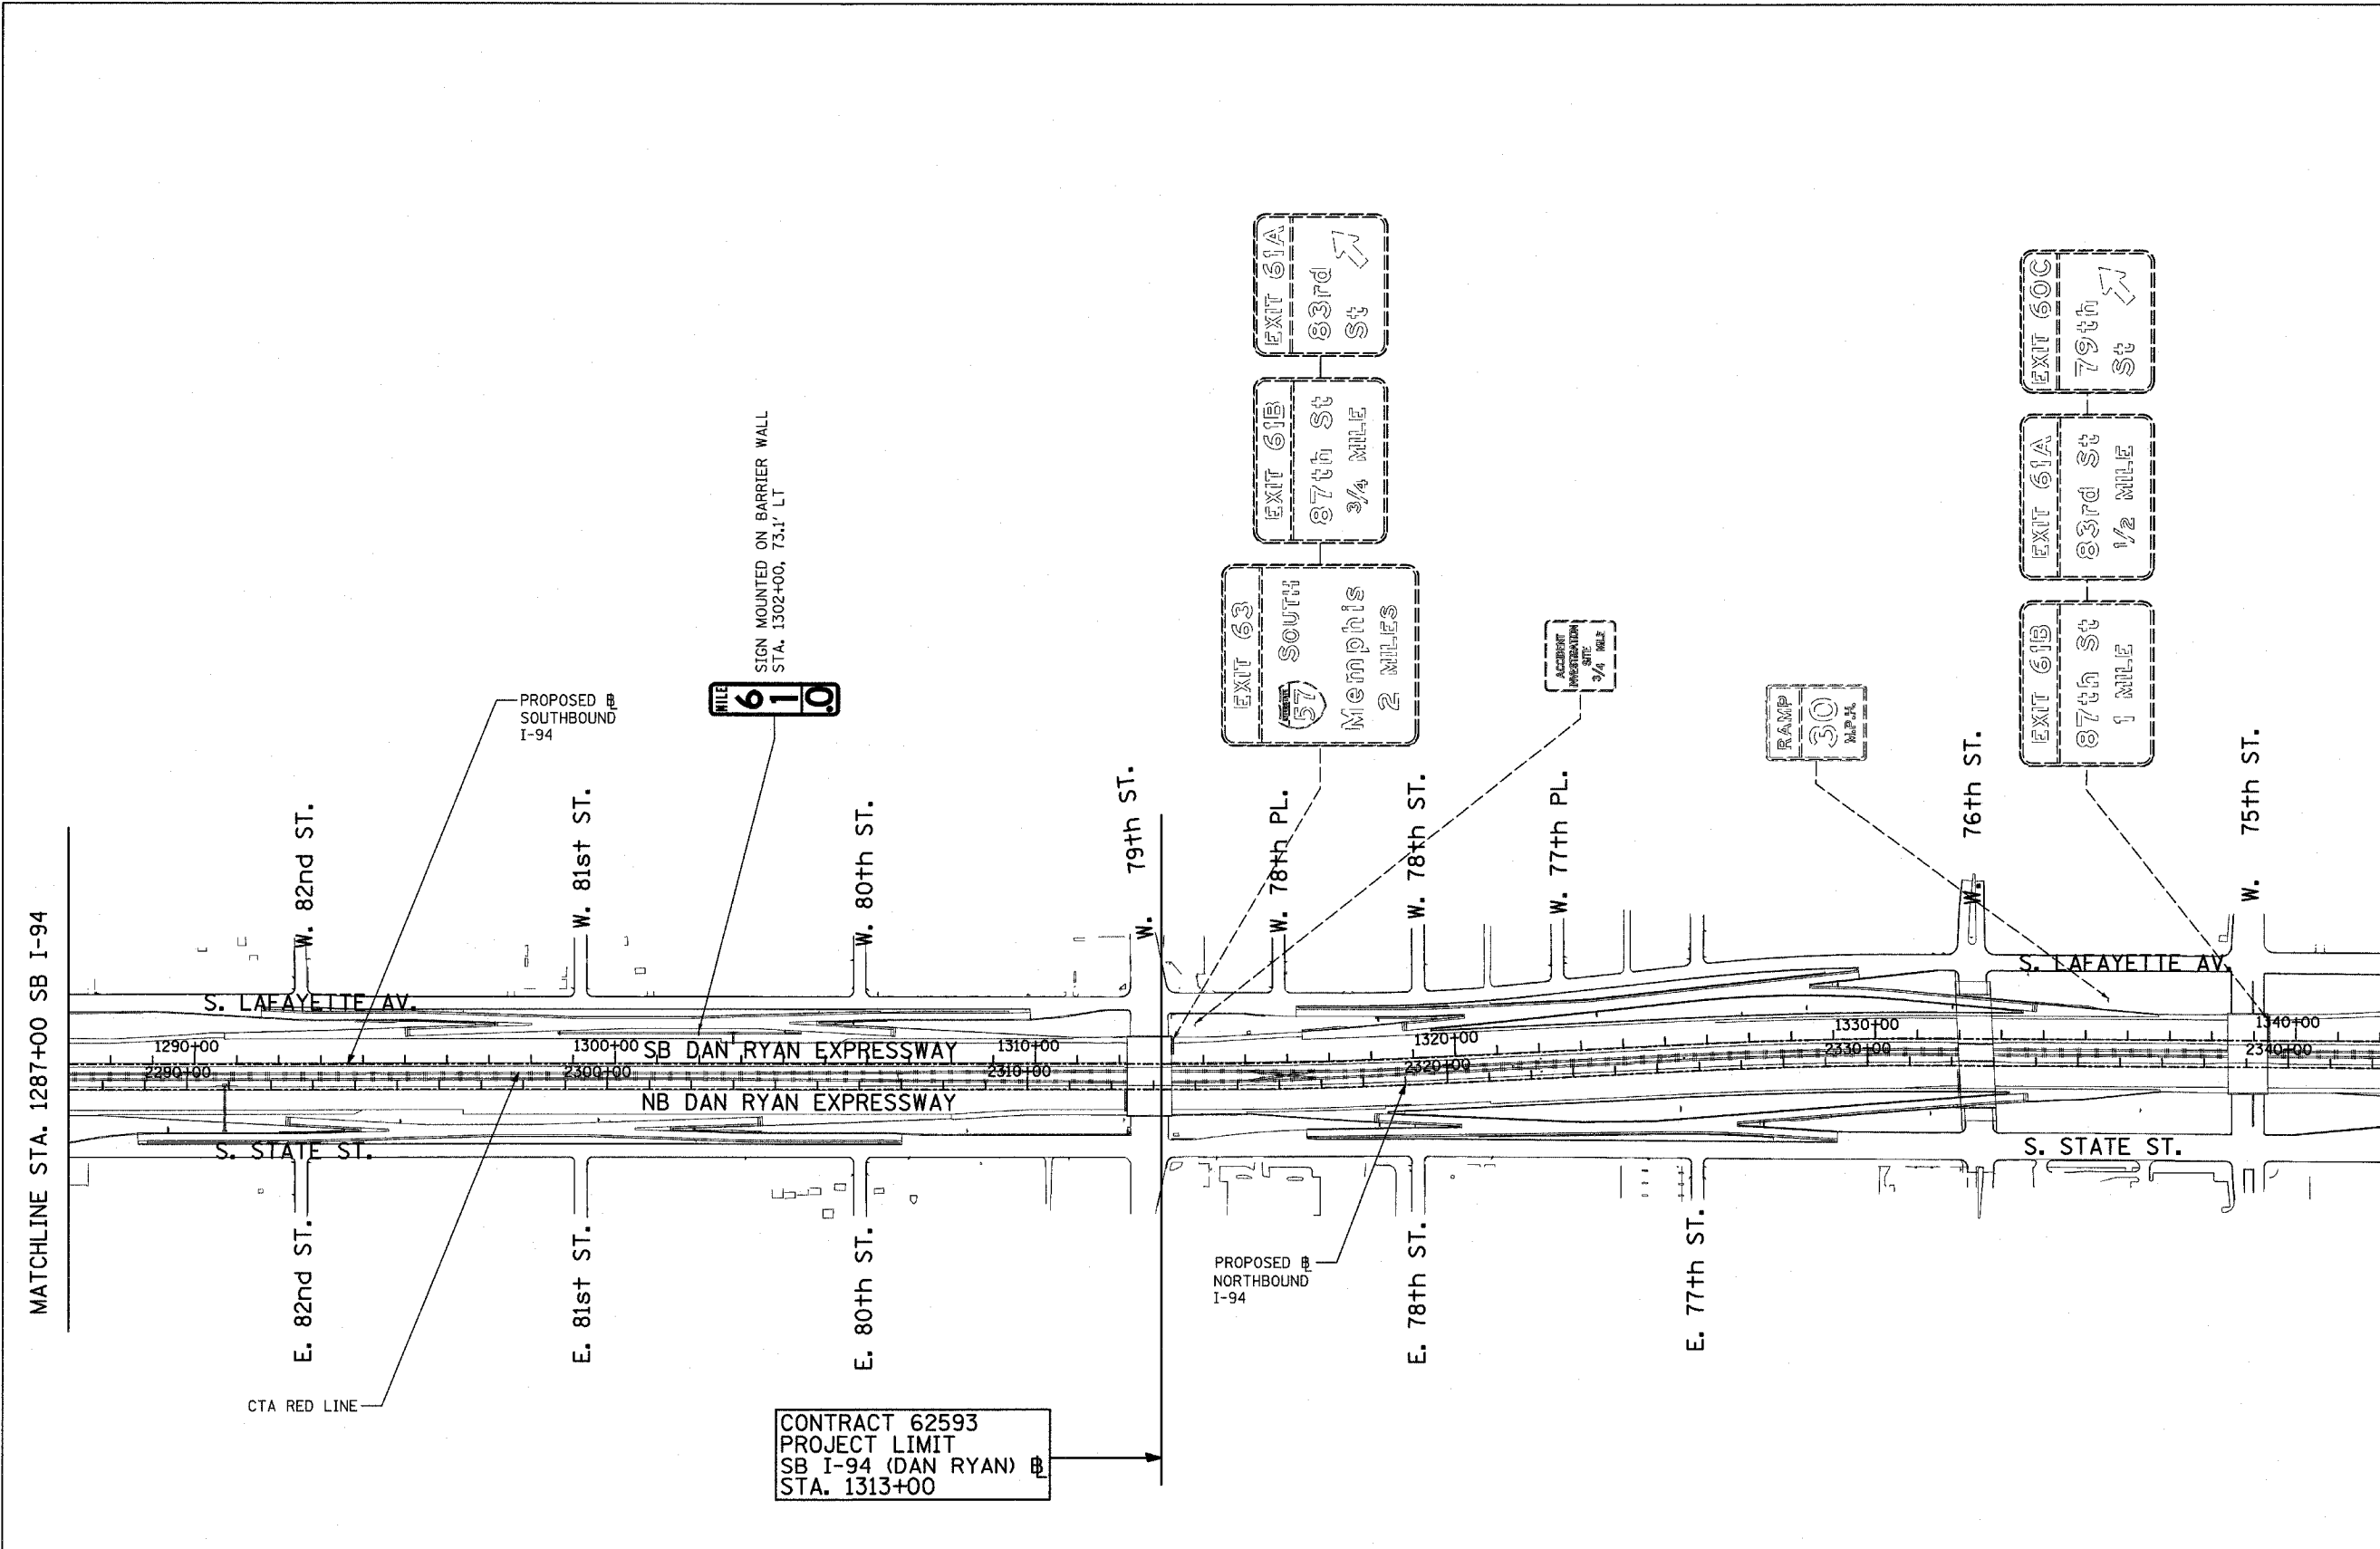 MATCHLINE STA. 1287+00 SB I-94
PROPOSED BL
SOUTHBOUND
I-94
MILE
6
1
.0
SIGN MOUNTED ON BARRIER WALL
STA. 1302+00, 73.1' LT
EXIT 61A
83rd
St
EXIT 61B
87th St
3/4 MILE
EXIT 63
INTERSTATE
57
SOUTH
Memphis
2 MILES
ACCIDENT
INVESTIGATION
SITE
3/4 MILE
RAMP
30
M.P.H.
EXIT 60C
79th
St
EXIT 61A
83rd St
1/2 MILE
EXIT 61B
87th St
1 MILE
W. 82nd ST.
W. 81st ST.
W. 80th ST.
W. 79th ST.
W. 78th PL.
W. 78th ST.
W. 77th PL.
W. 76th ST.
W. 75th ST.
S. LAFAYETTE AV.
S. LAFAYETTE AV.
1290+00
1300+00
SB DAN RYAN EXPRESSWAY
1310+00
1320+00
1330+00
1340+00
2290+00
2300+00
2310+00
2320+00
2330+00
2340+00
NB DAN RYAN EXPRESSWAY
S. STATE ST.
S. STATE ST.
E. 82nd ST.
E. 81st ST.
E. 80th ST.
E. 78th ST.
E. 77th ST.
PROPOSED BL
NORTHBOUND
I-94
CTA RED LINE
CONTRACT 62593
PROJECT LIMIT
SB I-94 (DAN RYAN) BL
STA. 1313+00